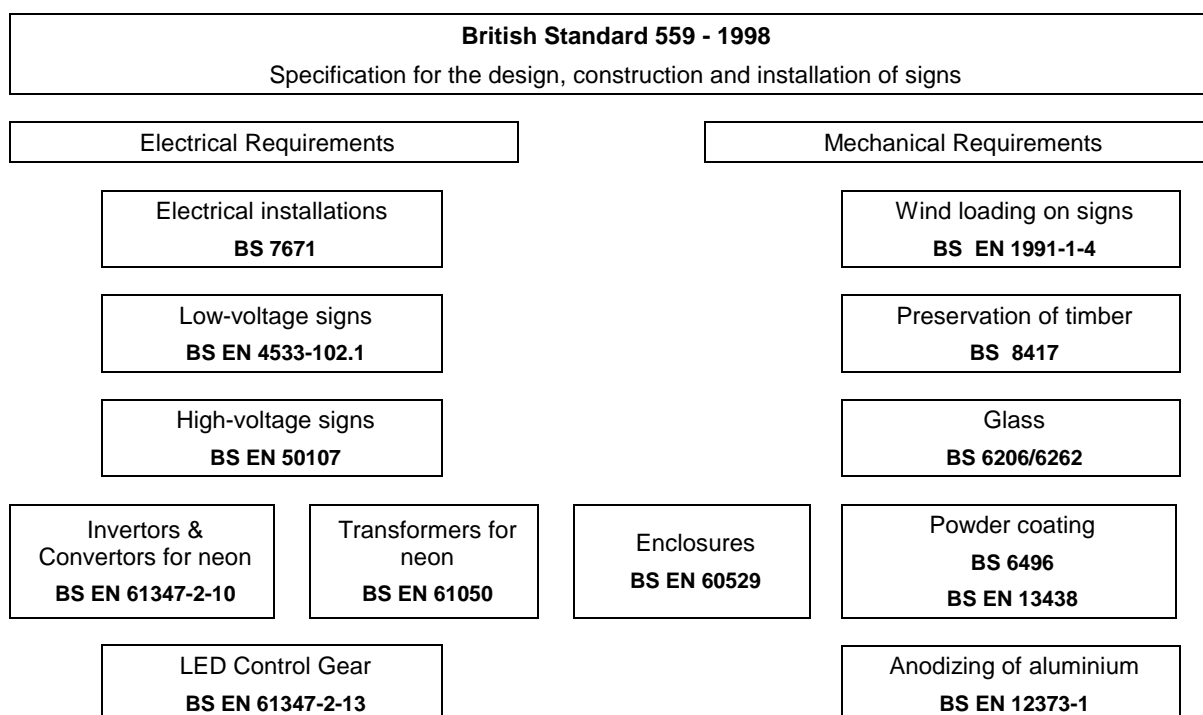 British Standard 559 - 1998
Specification for the design, construction and installation of signs
Electrical Requirements
Mechanical Requirements
Electrical installations
BS 7671
Wind loading on signs
BS EN 1991-1-4
Low-voltage signs
BS EN 4533-102.1
Preservation of timber
BS 8417
High-voltage signs
BS EN 50107
Glass
BS 6206/6262
Invertors &
Convertors for neon
BS EN 61347-2-10
Transformers for
neon
BS EN 61050
Enclosures
BS EN 60529
Powder coating
BS 6496
BS EN 13438
LED Control Gear
BS EN 61347-2-13
Anodizing of aluminium
BS EN 12373-1